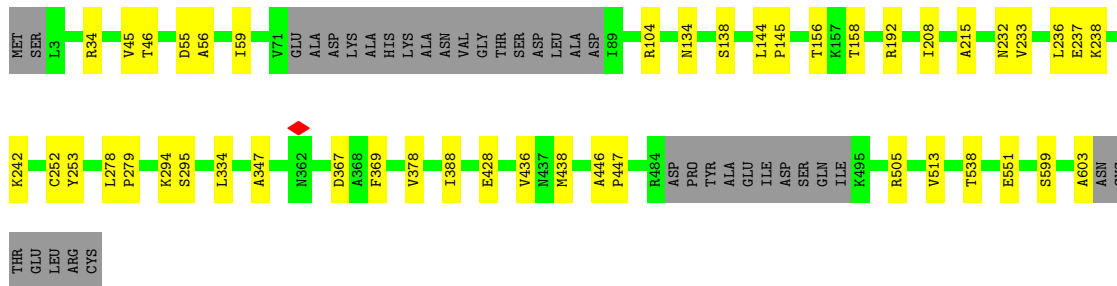 MET SER L3 R34 V45 T46 D55 A56 I59 V71 GLU ALA ASP LYS ALA HIS LYS ALA ASN VAL GLY THR SER ASP LEU ALA ASP I89 R104 N134 S138 L144 P145 T156 K157 T158 R192 I208 A215 N232 V233 L236 E237 K238
K242 C252 Y253 L278 P279 K294 S295 L334 A347 N362 D367 A368 F369 V378 I388 E428 V436 N437 M438 A446 P447 R484 ASP PRO TYR ALA GLU ILE ASP SER GLN ILE K495 R505 V513 T538 E551 S599 A603 ASN
THR GLU LEU ARG CYS